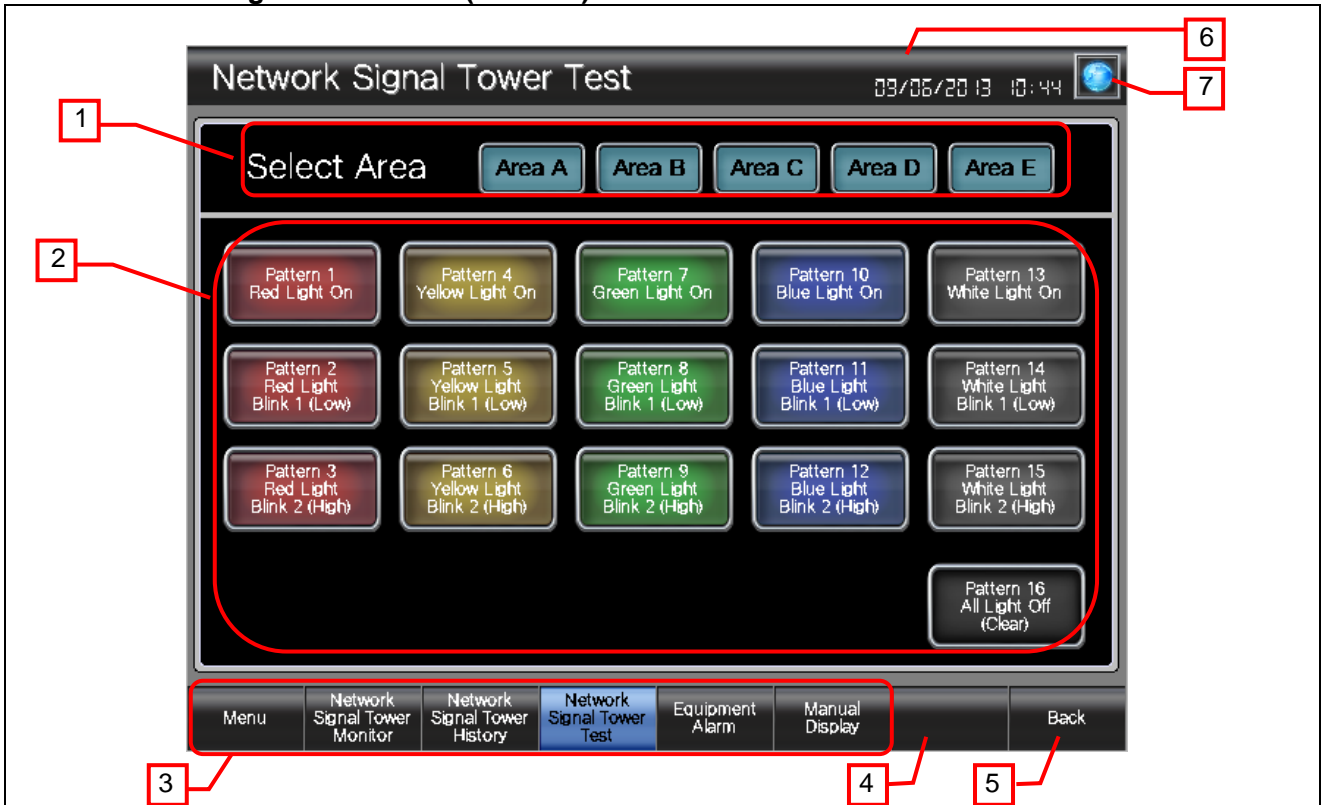 6
Network Signal Tower Test
09/06/2013 10:44
7
1
Select Area
Area A
Area B
Area C
Area D
Area E
2
Pattern 1
Red Light On
Pattern 4
Yellow Light On
Pattern 7
Green Light On
Pattern 10
Blue Light On
Pattern 13
White Light On
Pattern 2
Red Light
Blink 1 (Low)
Pattern 5
Yellow Light
Blink 1 (Low)
Pattern 8
Green Light
Blink 1 (Low)
Pattern 11
Blue Light
Blink 1 (Low)
Pattern 14
White Light
Blink 1 (Low)
Pattern 3
Red Light
Blink 2 (High)
Pattern 6
Yellow Light
Blink 2 (High)
Pattern 9
Green Light
Blink 2 (High)
Pattern 12
Blue Light
Blink 2 (High)
Pattern 15
White Light
Blink 2 (High)
Pattern 16
All Light Off
(Clear)
Menu
Network
Signal Tower
Monitor
Network
Signal Tower
History
Network
Signal Tower
Test
Equipment
Alarm
Manual
Display
Back
3
4
5